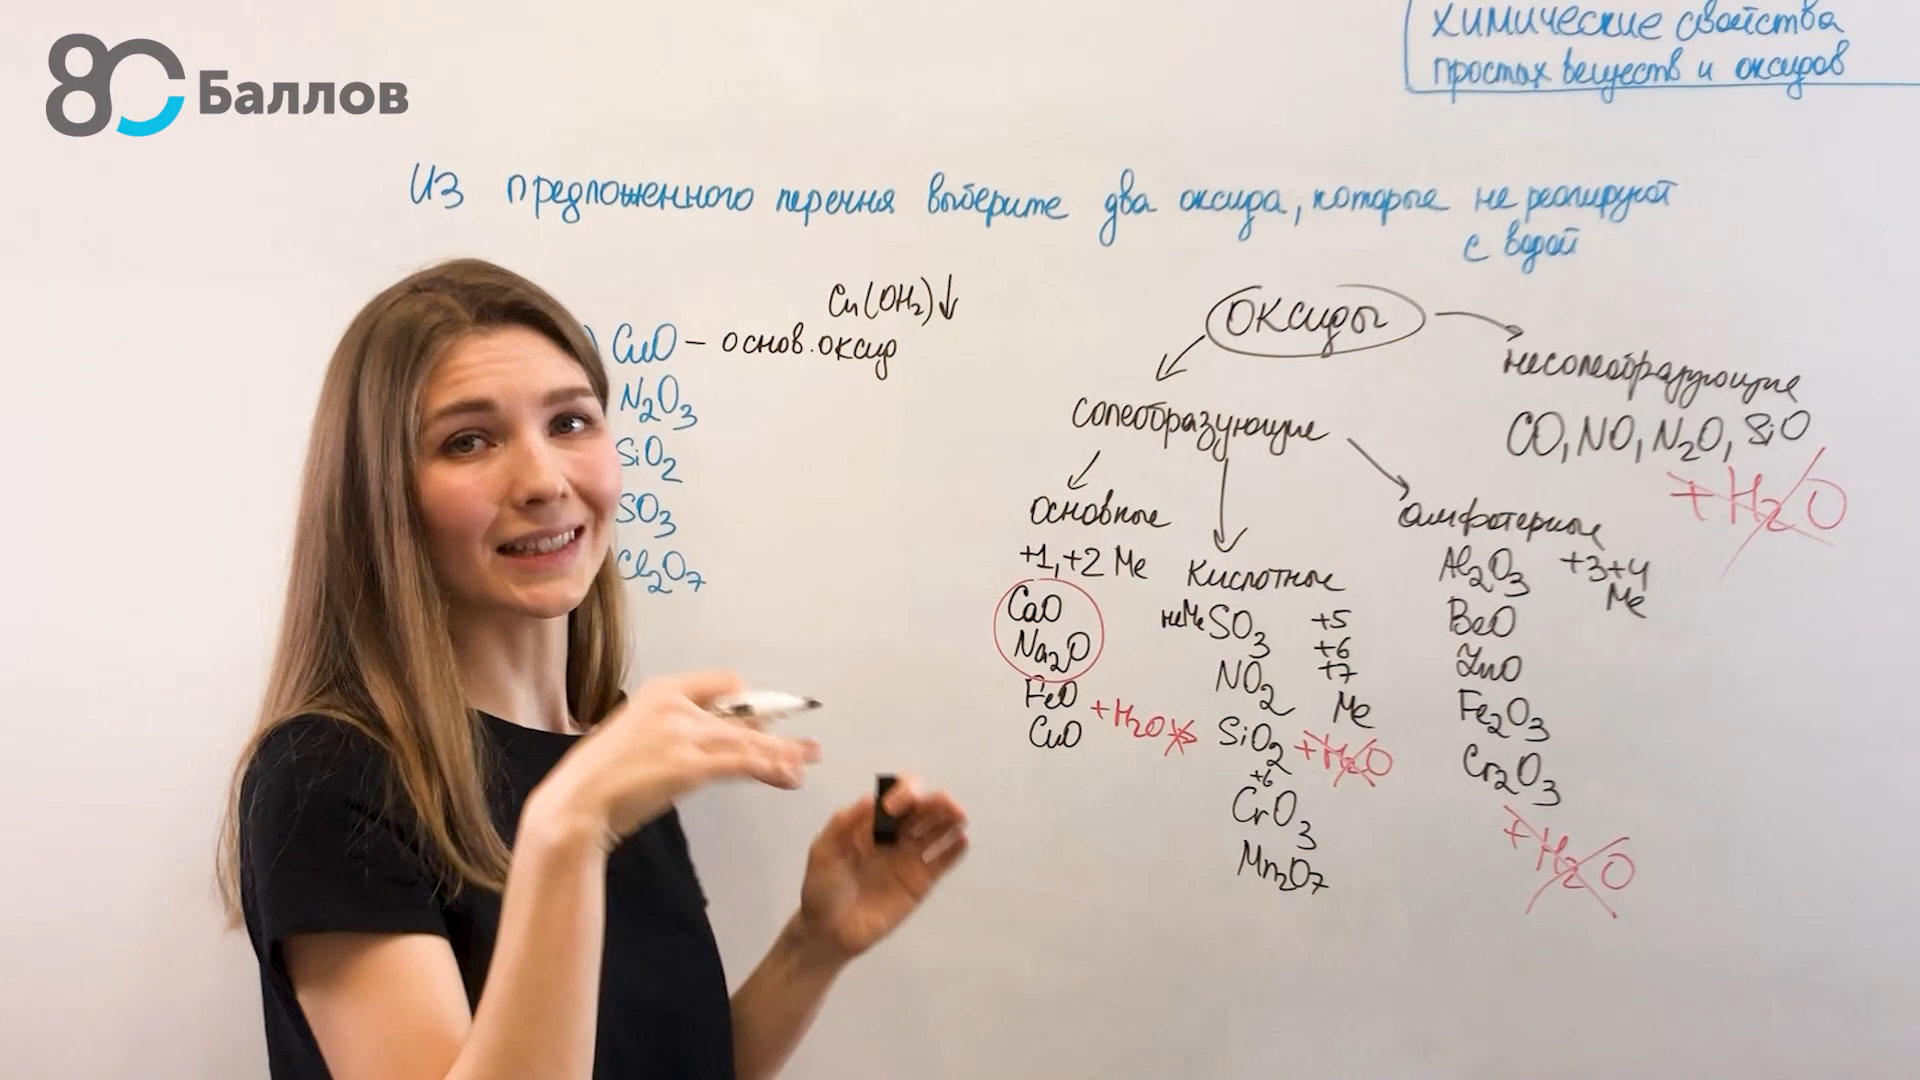 80 Баллов
химические свойства
простых веществ и оксидов
Из предложенного перечня выберите два оксида, которые не реагируют
с водой
Cu(OH₂)↓
) CuO – основ. оксид
N₂O₃
SiO₂
SO₃
Cl₂O₇
оксиды
несолеобразующие
CO, NO, N₂O, SiO
+ H₂O
солеобразующие
основные
+1, +2 Me
CaO
Na₂O
FeO
CuO
+ H₂O
кислотные
неМе SO₃ +5
+6
NO₂ +7
Me
SiO₂ + H₂O
+6
CrO₃
Mn₂O₇
амфотерные
Al₂O₃ +3+4
Me
BeO
ZnO
Fe₂O₃
Cr₂O₃
+ H₂O